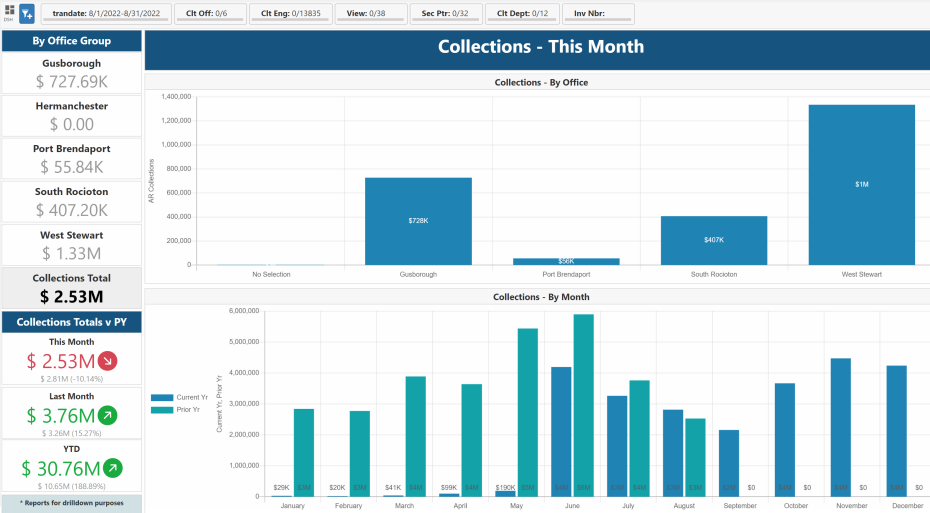 DSH
trandate: 8/1/2022-8/31/2022
Clt Off: 0/6
Clt Eng: 0/13835
View: 0/38
Sec Ptr: 0/32
Clt Dept: 0/12
Inv Nbr:
By Office Group
Gusborough
$ 727.69K
Hermanchester
$ 0.00
Port Brendaport
$ 55.84K
South Rocioton
$ 407.20K
West Stewart
$ 1.33M
Collections Total
$ 2.53M
Collections Totals v PY
This Month
$ 2.53M
$ 2.81M (-10.14%)
Last Month
$ 3.76M
$ 3.26M (15.27%)
YTD
$ 30.76M
$ 10.65M (188.89%)
* Reports for drilldown purposes
Collections - This Month
Collections - By Office
AR Collections
1,400,000
1,200,000
1,000,000
800,000
600,000
400,000
200,000
0
$728K
$56K
$407K
$1M
No Selection
Gusborough
Port Brendaport
South Rocioton
West Stewart
Collections - By Month
Current Yr
Prior Yr
Current Yr, Prior Yr
6,000,000
5,000,000
4,000,000
3,000,000
2,000,000
1,000,000
0
$29K
$20K
$41K
$99K
$190K
$0
$0
$0
$0
January
February
March
April
May
June
July
August
September
October
November
December